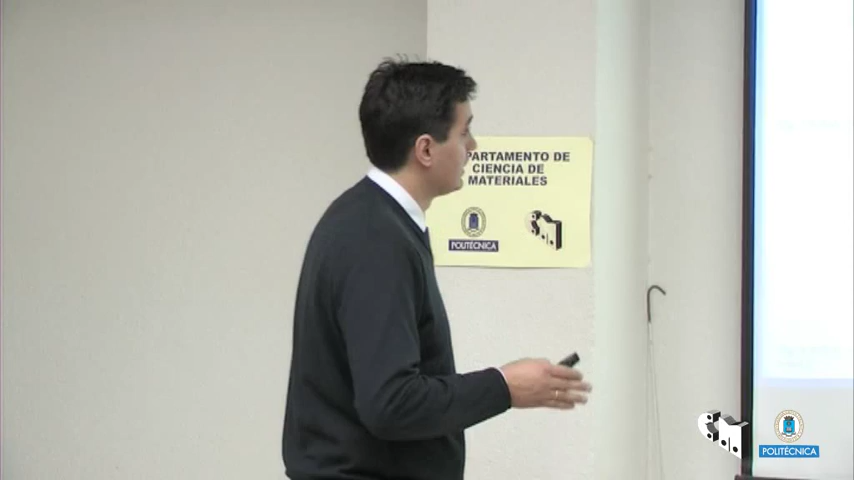 PARTAMENTO DE
CIENCIA DE
MATERIALES
POLITÉCNICA
POLITÉCNICA